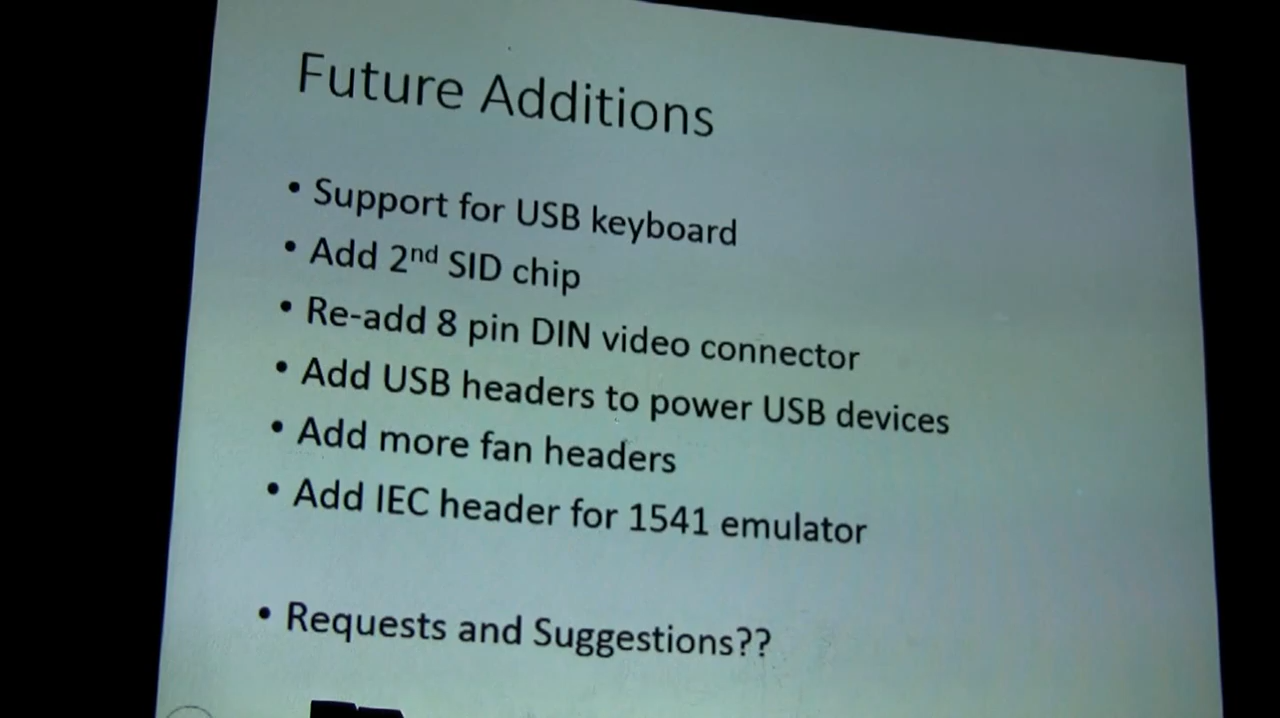 Future Additions
• Support for USB keyboard
• Add 2nd SID chip
• Re-add 8 pin DIN video connector
• Add USB headers to power USB devices
• Add more fan headers
• Add IEC header for 1541 emulator
• Requests and Suggestions??